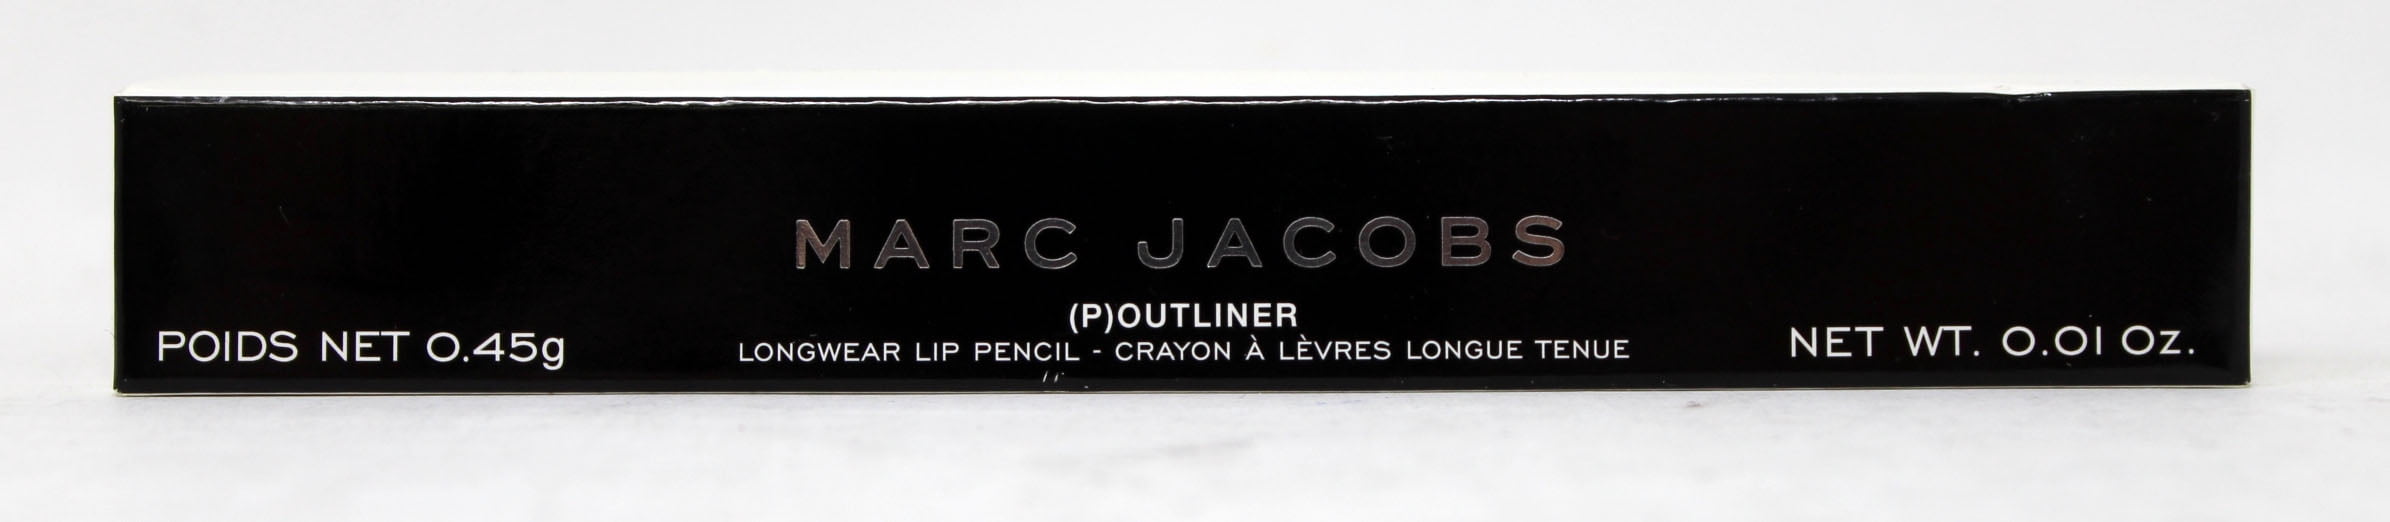 MARC JACOBS
(P)OUTLINER
LONGWEAR LIP PENCIL - CRAYON À LÈVRES LONGUE TENUE
POIDS NET 0.45g
NET WT. 0.01 Oz.